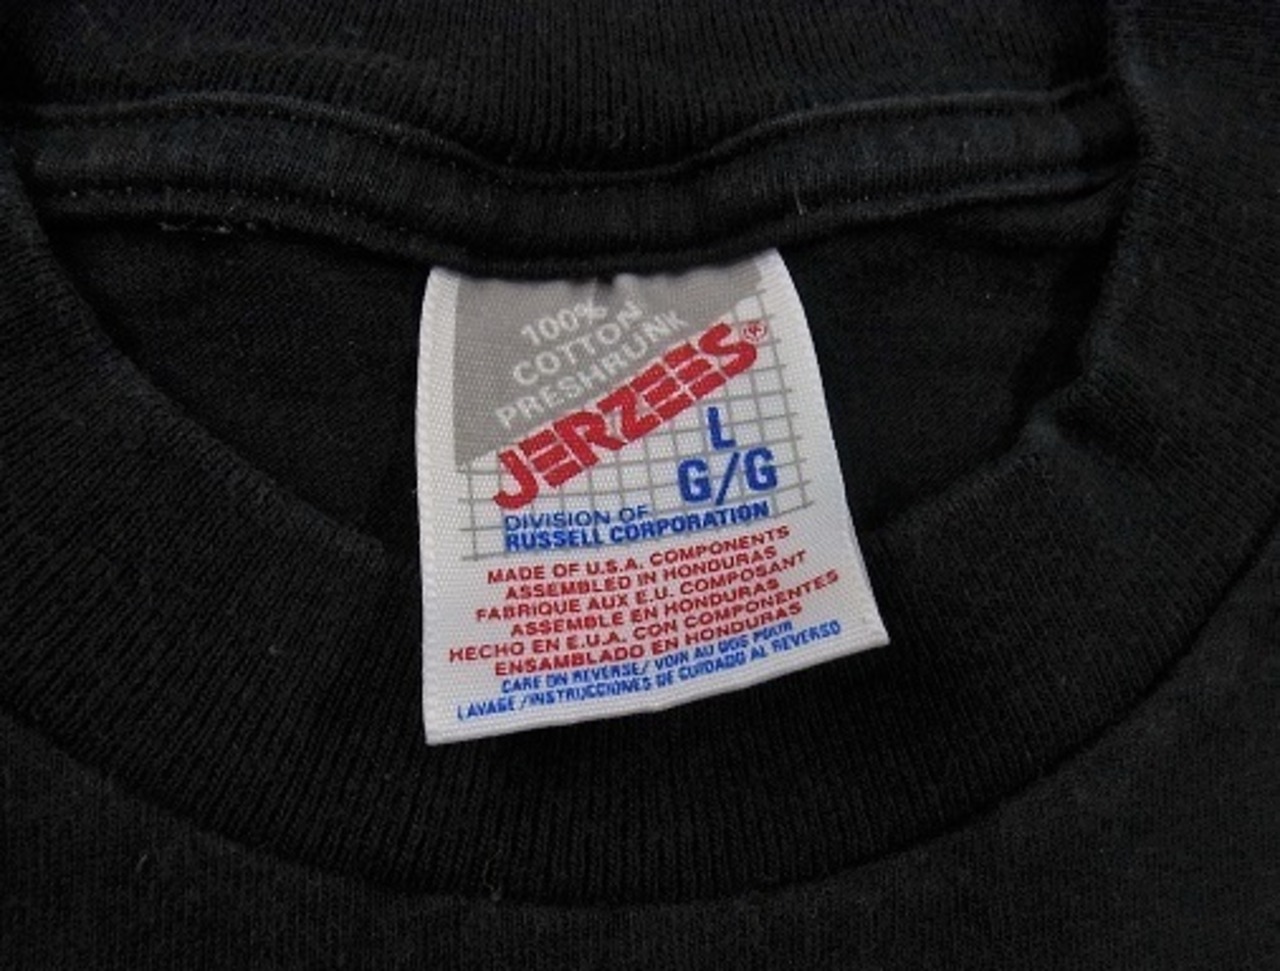 100%
COTTON
PRESHRUNK
JERZEES®
L
G/G
DIVISION OF
RUSSELL CORPORATION
MADE OF U.S.A. COMPONENTS
ASSEMBLED IN HONDURAS
FABRIQUE AUX E.U. COMPOSANT
ASSEMBLE EN HONDURAS
HECHO EN E.U.A. CON COMPONENTES
ENSAMBLADO EN HONDURAS
CARE ON REVERSE/ VOIR AU DOS POUR
LAVAGE /INSTRUCCIONES DE CUIDADO AL REVERSO